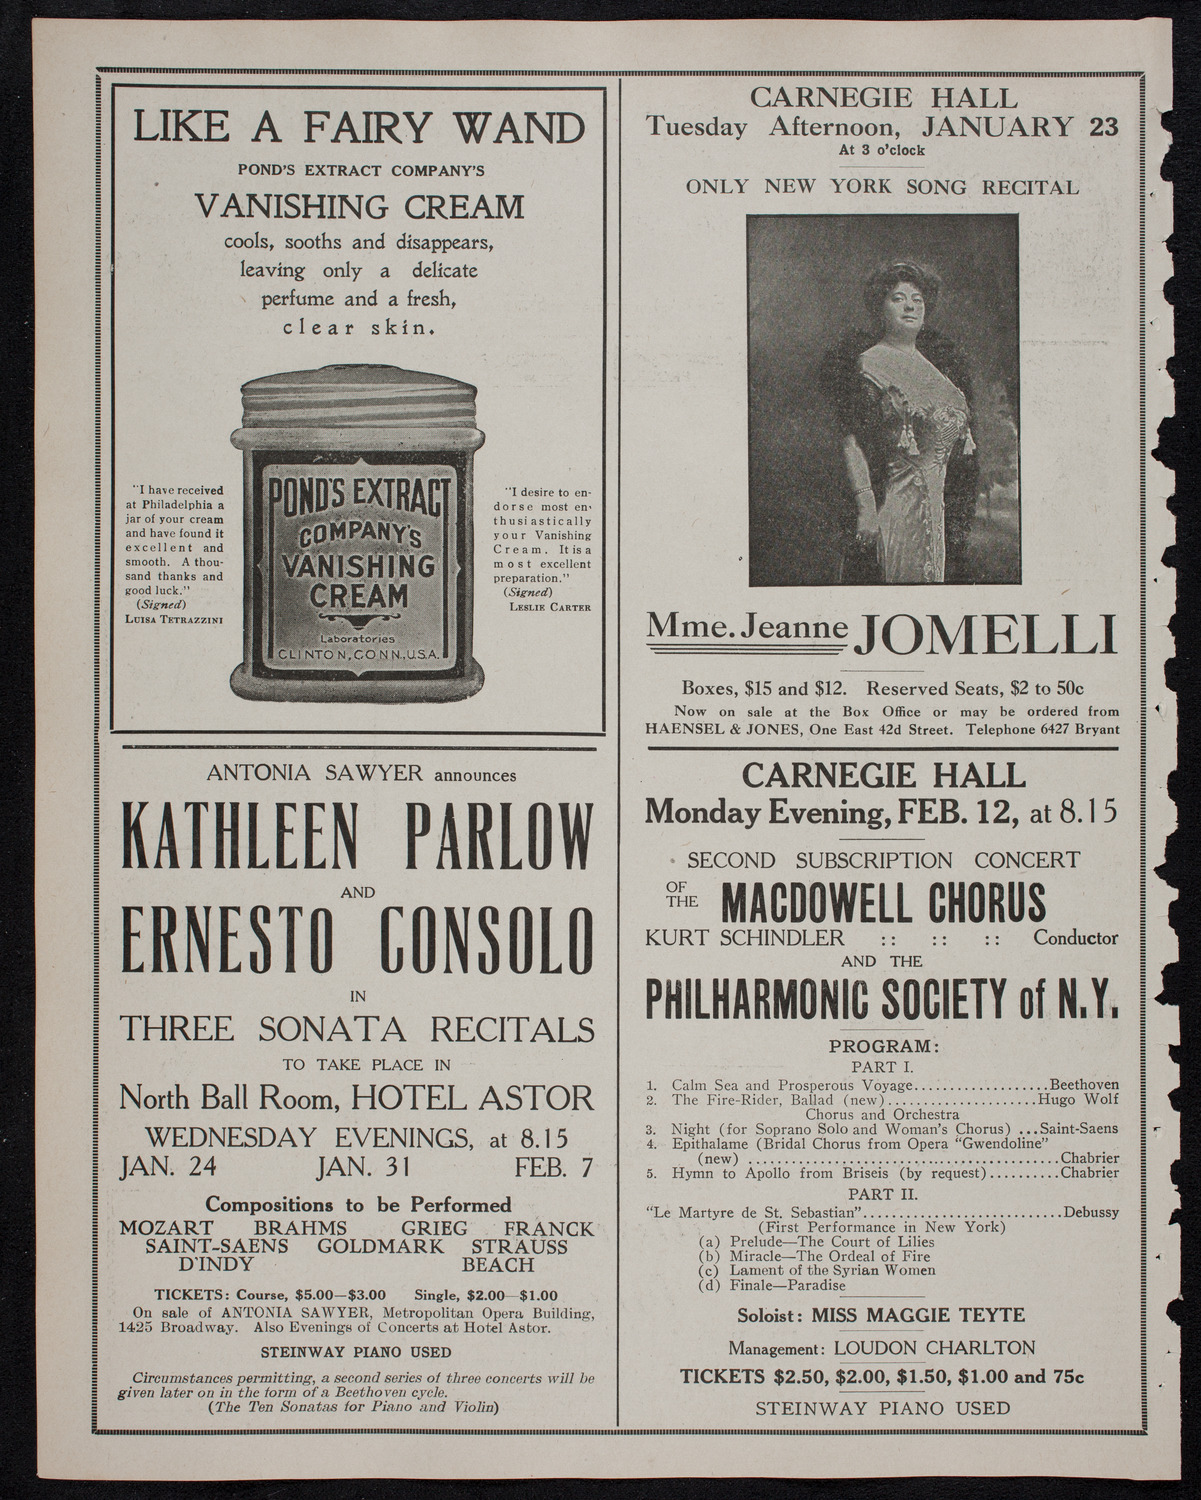 LIKE A FAIRY WAND
POND'S EXTRACT COMPANY'S
VANISHING CREAM
cools, sooths and disappears,
leaving only a delicate
perfume and a fresh,
clear skin.
"I have received
at Philadelphia a
jar of your cream
and have found it
excellent and
smooth. A thou-
sand thanks and
good luck."
(Signed)
LUISA TETRAZZINI
POND'S EXTRACT
COMPANY'S
VANISHING
CREAM
Laboratories
CLINTON, CONN., U.S.A.
"I desire to en-
dorse most en-
thusiastically
your Vanishing
Cream. It is a
most excellent
preparation."
(Signed)
LESLIE CARTER
ANTONIA SAWYER announces
KATHLEEN PARLOW
AND
ERNESTO CONSOLO
IN
THREE SONATA RECITALS
TO TAKE PLACE IN
North Ball Room, HOTEL ASTOR
WEDNESDAY EVENINGS, at 8.15
JAN. 24 JAN. 31 FEB. 7
Compositions to be Performed
MOZART BRAHMS GRIEG FRANCK
SAINT-SAENS GOLDMARK STRAUSS
D'INDY BEACH
TICKETS: Course, $5.00—$3.00 Single, $2.00—$1.00
On sale of ANTONIA SAWYER, Metropolitan Opera Building,
1425 Broadway. Also Evenings of Concerts at Hotel Astor.
STEINWAY PIANO USED
Circumstances permitting, a second series of three concerts will be
given later on in the form of a Beethoven cycle.
(The Ten Sonatas for Piano and Violin)
CARNEGIE HALL
Tuesday Afternoon, JANUARY 23
At 3 o'clock
ONLY NEW YORK SONG RECITAL
Mme. Jeanne JOMELLI
Boxes, $15 and $12. Reserved Seats, $2 to 50c
Now on sale at the Box Office or may be ordered from
HAENSEL & JONES, One East 42d Street. Telephone 6427 Bryant
CARNEGIE HALL
Monday Evening, FEB. 12, at 8.15
SECOND SUBSCRIPTION CONCERT
OF THE MACDOWELL CHORUS
KURT SCHINDLER :: :: :: Conductor
AND THE
PHILHARMONIC SOCIETY of N.Y.
PROGRAM:
PART I.
1. Calm Sea and Prosperous Voyage..................Beethoven
2. The Fire-Rider, Ballad (new).....................Hugo Wolf
Chorus and Orchestra
3. Night (for Soprano Solo and Woman's Chorus) ...Saint-Saens
4. Epithalame (Bridal Chorus from Opera "Gwendoline"
(new) ..........................................Chabrier
5. Hymn to Apollo from Briseis (by request)..........Chabrier
PART II.
"Le Martyre de St. Sebastian"...........................Debussy
(First Performance in New York)
(a) Prelude—The Court of Lilies
(b) Miracle—The Ordeal of Fire
(c) Lament of the Syrian Women
(d) Finale—Paradise
Soloist: MISS MAGGIE TEYTE
Management: LOUDON CHARLTON
TICKETS $2.50, $2.00, $1.50, $1.00 and 75c
STEINWAY PIANO USED